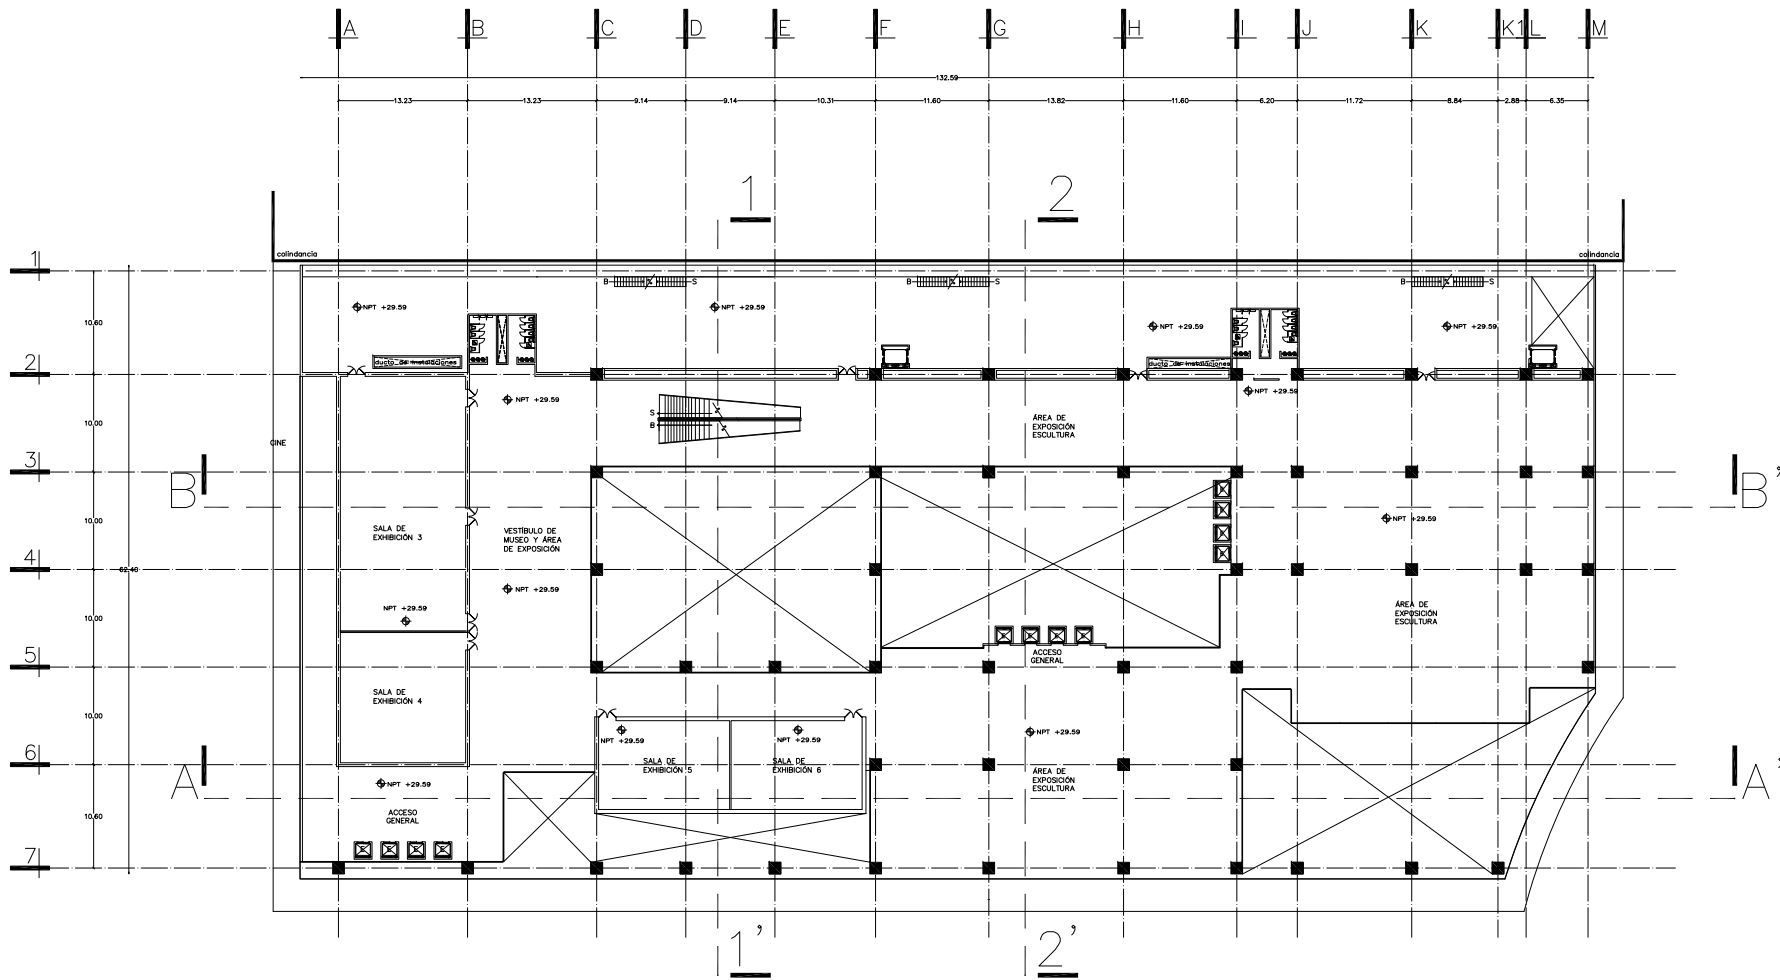 A B C D E F G H I J K K1 L M
132.59
13.23 13.23 9.14 9.14 10.31 11.60 13.82 11.60 6.20 11.72 8.84 2.88 6.35
1 2
colindancia colindancia
1
B S B S B S
NPT +29.59 NPT +29.59 NPT +29.59 NPT +29.59
10.60
ducto de instalaciones ducto de instalaciones
2
NPT +29.59 NPT +29.59
S
B
ÁREA DE
EXPOSICIÓN
ESCULTURA
10.00
CINE
3
B B'
NPT +29.59
10.00
SALA DE
EXHIBICIÓN 3
VESTÍBULO DE
MUSEO Y ÁREA
DE EXPOSICIÓN
4
62.40
NPT +29.59
NPT +29.59
10.00
ÁREA DE
EXPOSICIÓN
ESCULTURA
5
ACCESO
GENERAL
SALA DE
EXHIBICIÓN 4
10.00
NPT +29.59 NPT +29.59 NPT +29.59
6
SALA DE
EXHIBICIÓN 5
SALA DE
EXHIBICIÓN 6
ÁREA DE
EXPOSICIÓN
ESCULTURA
A A'
NPT +29.59
10.60
ACCESO
GENERAL
7
1' 2'